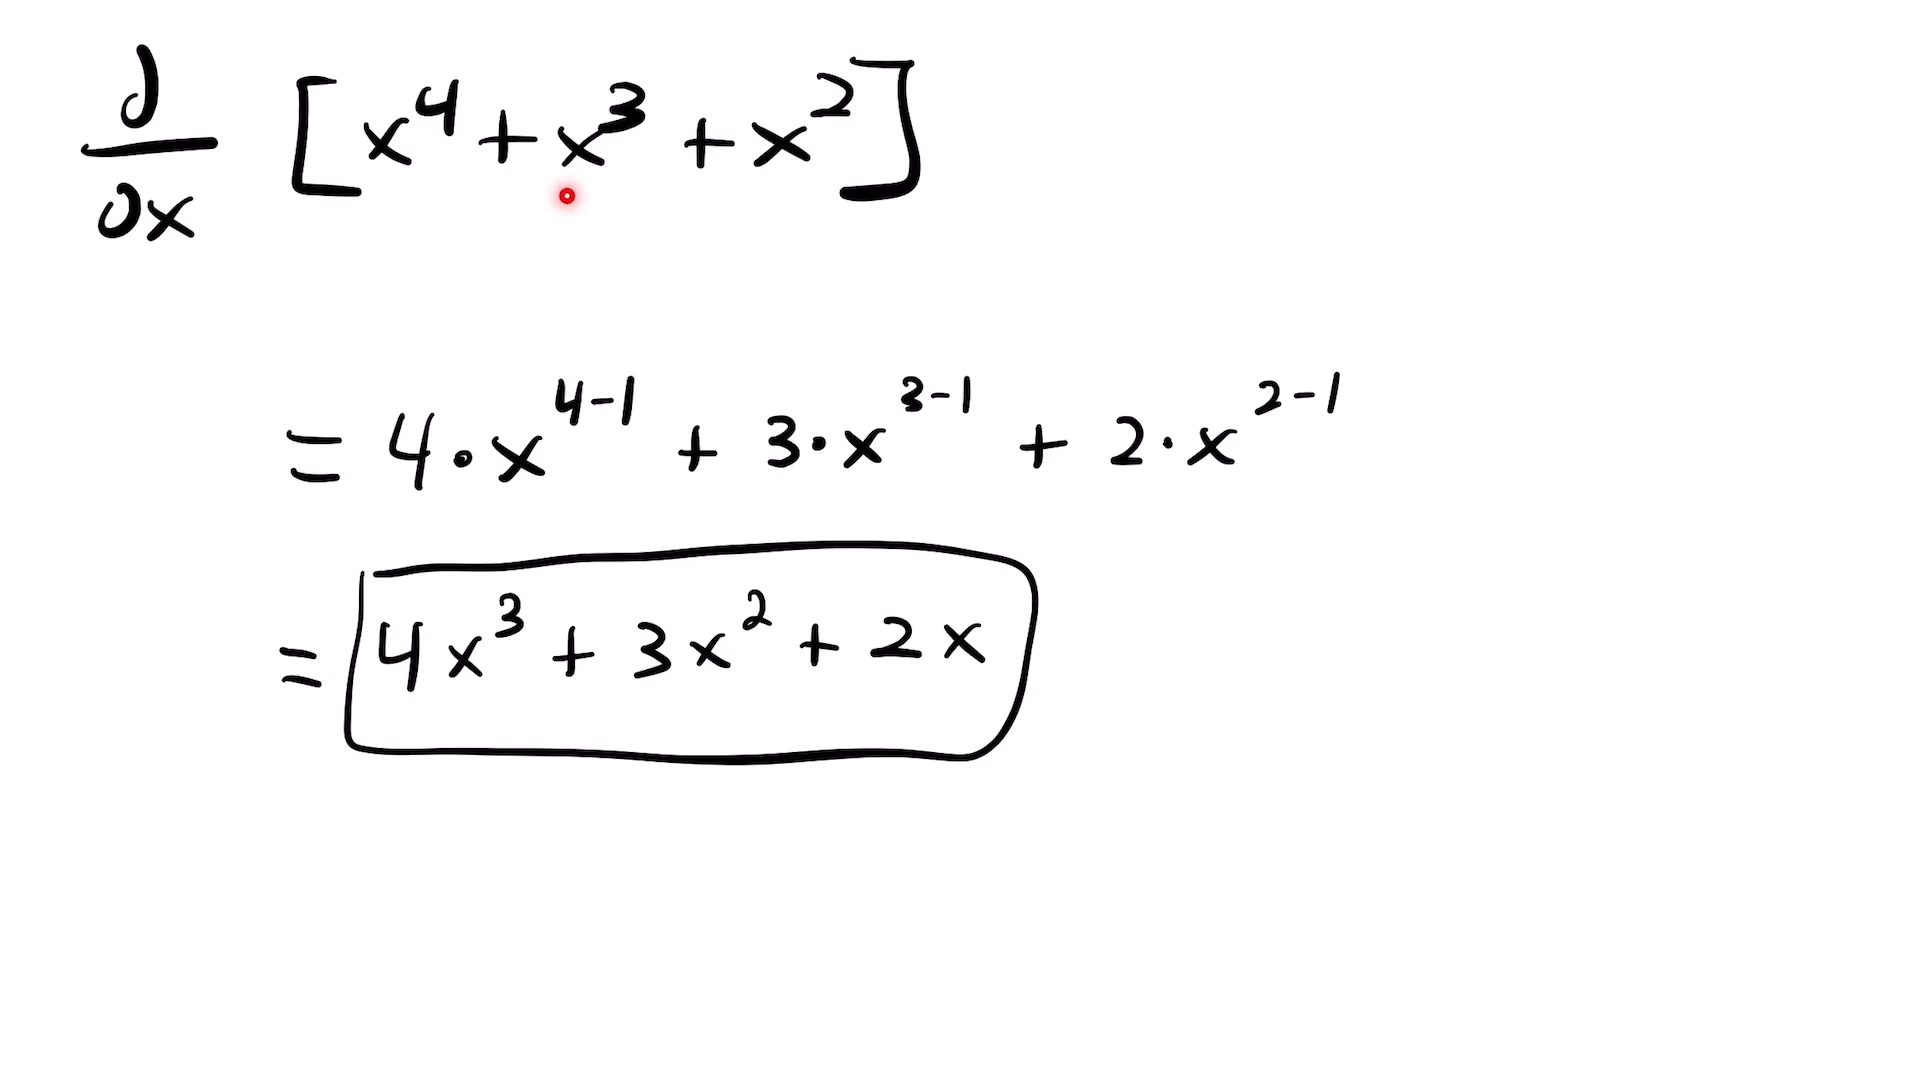 d/dx [x⁴ + x³ + x²]
= 4 · x⁴⁻¹ + 3 · x³⁻¹ + 2 · x²⁻¹
= 4x³ + 3x² + 2x